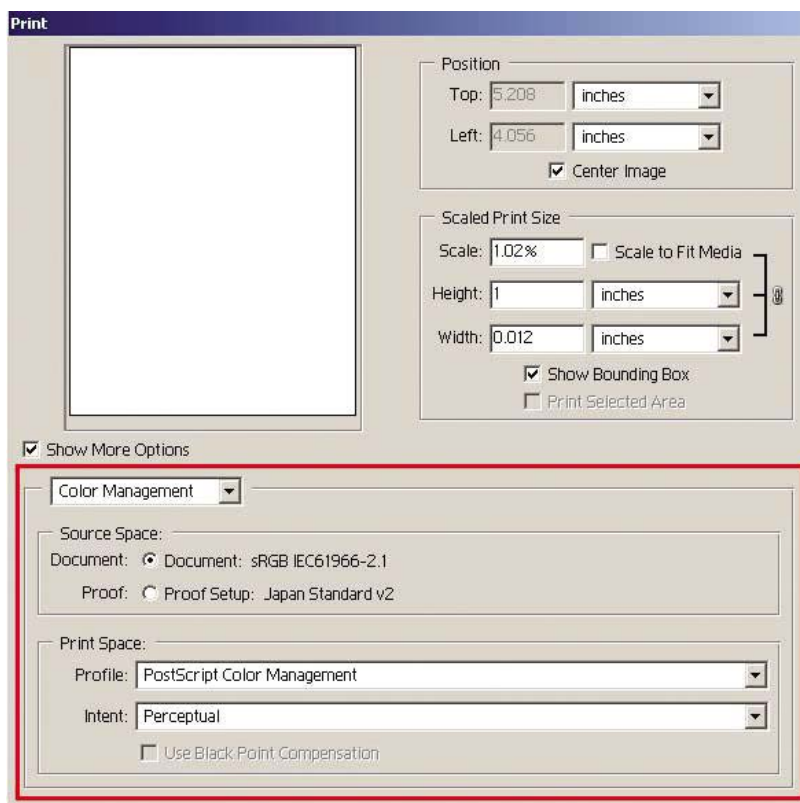 Print
Position
Top: 5.208 inches
Left: 4.056 inches
Center Image
Scaled Print Size
Scale: 1.02% Scale to Fit Media
Height: 1 inches
Width: 0.012 inches
Show Bounding Box
Print Selected Area
Show More Options
Color Management
Source Space:
Document: Document: sRGB IEC61966-2.1
Proof: Proof Setup: Japan Standard v2
Print Space:
Profile: PostScript Color Management
Intent: Perceptual
Use Black Point Compensation